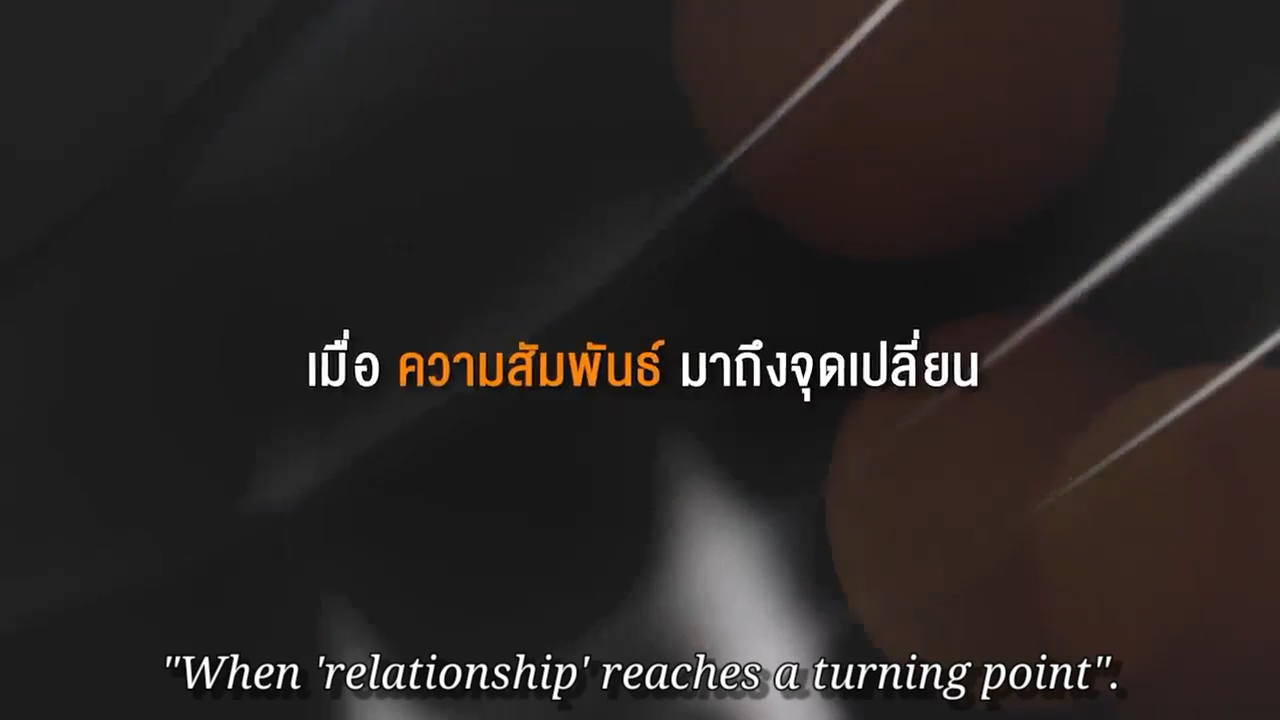 เมื่อ ความสัมพันธ์ มาถึงจุดเปลี่ยน
"When 'relationship' reaches a turning point".